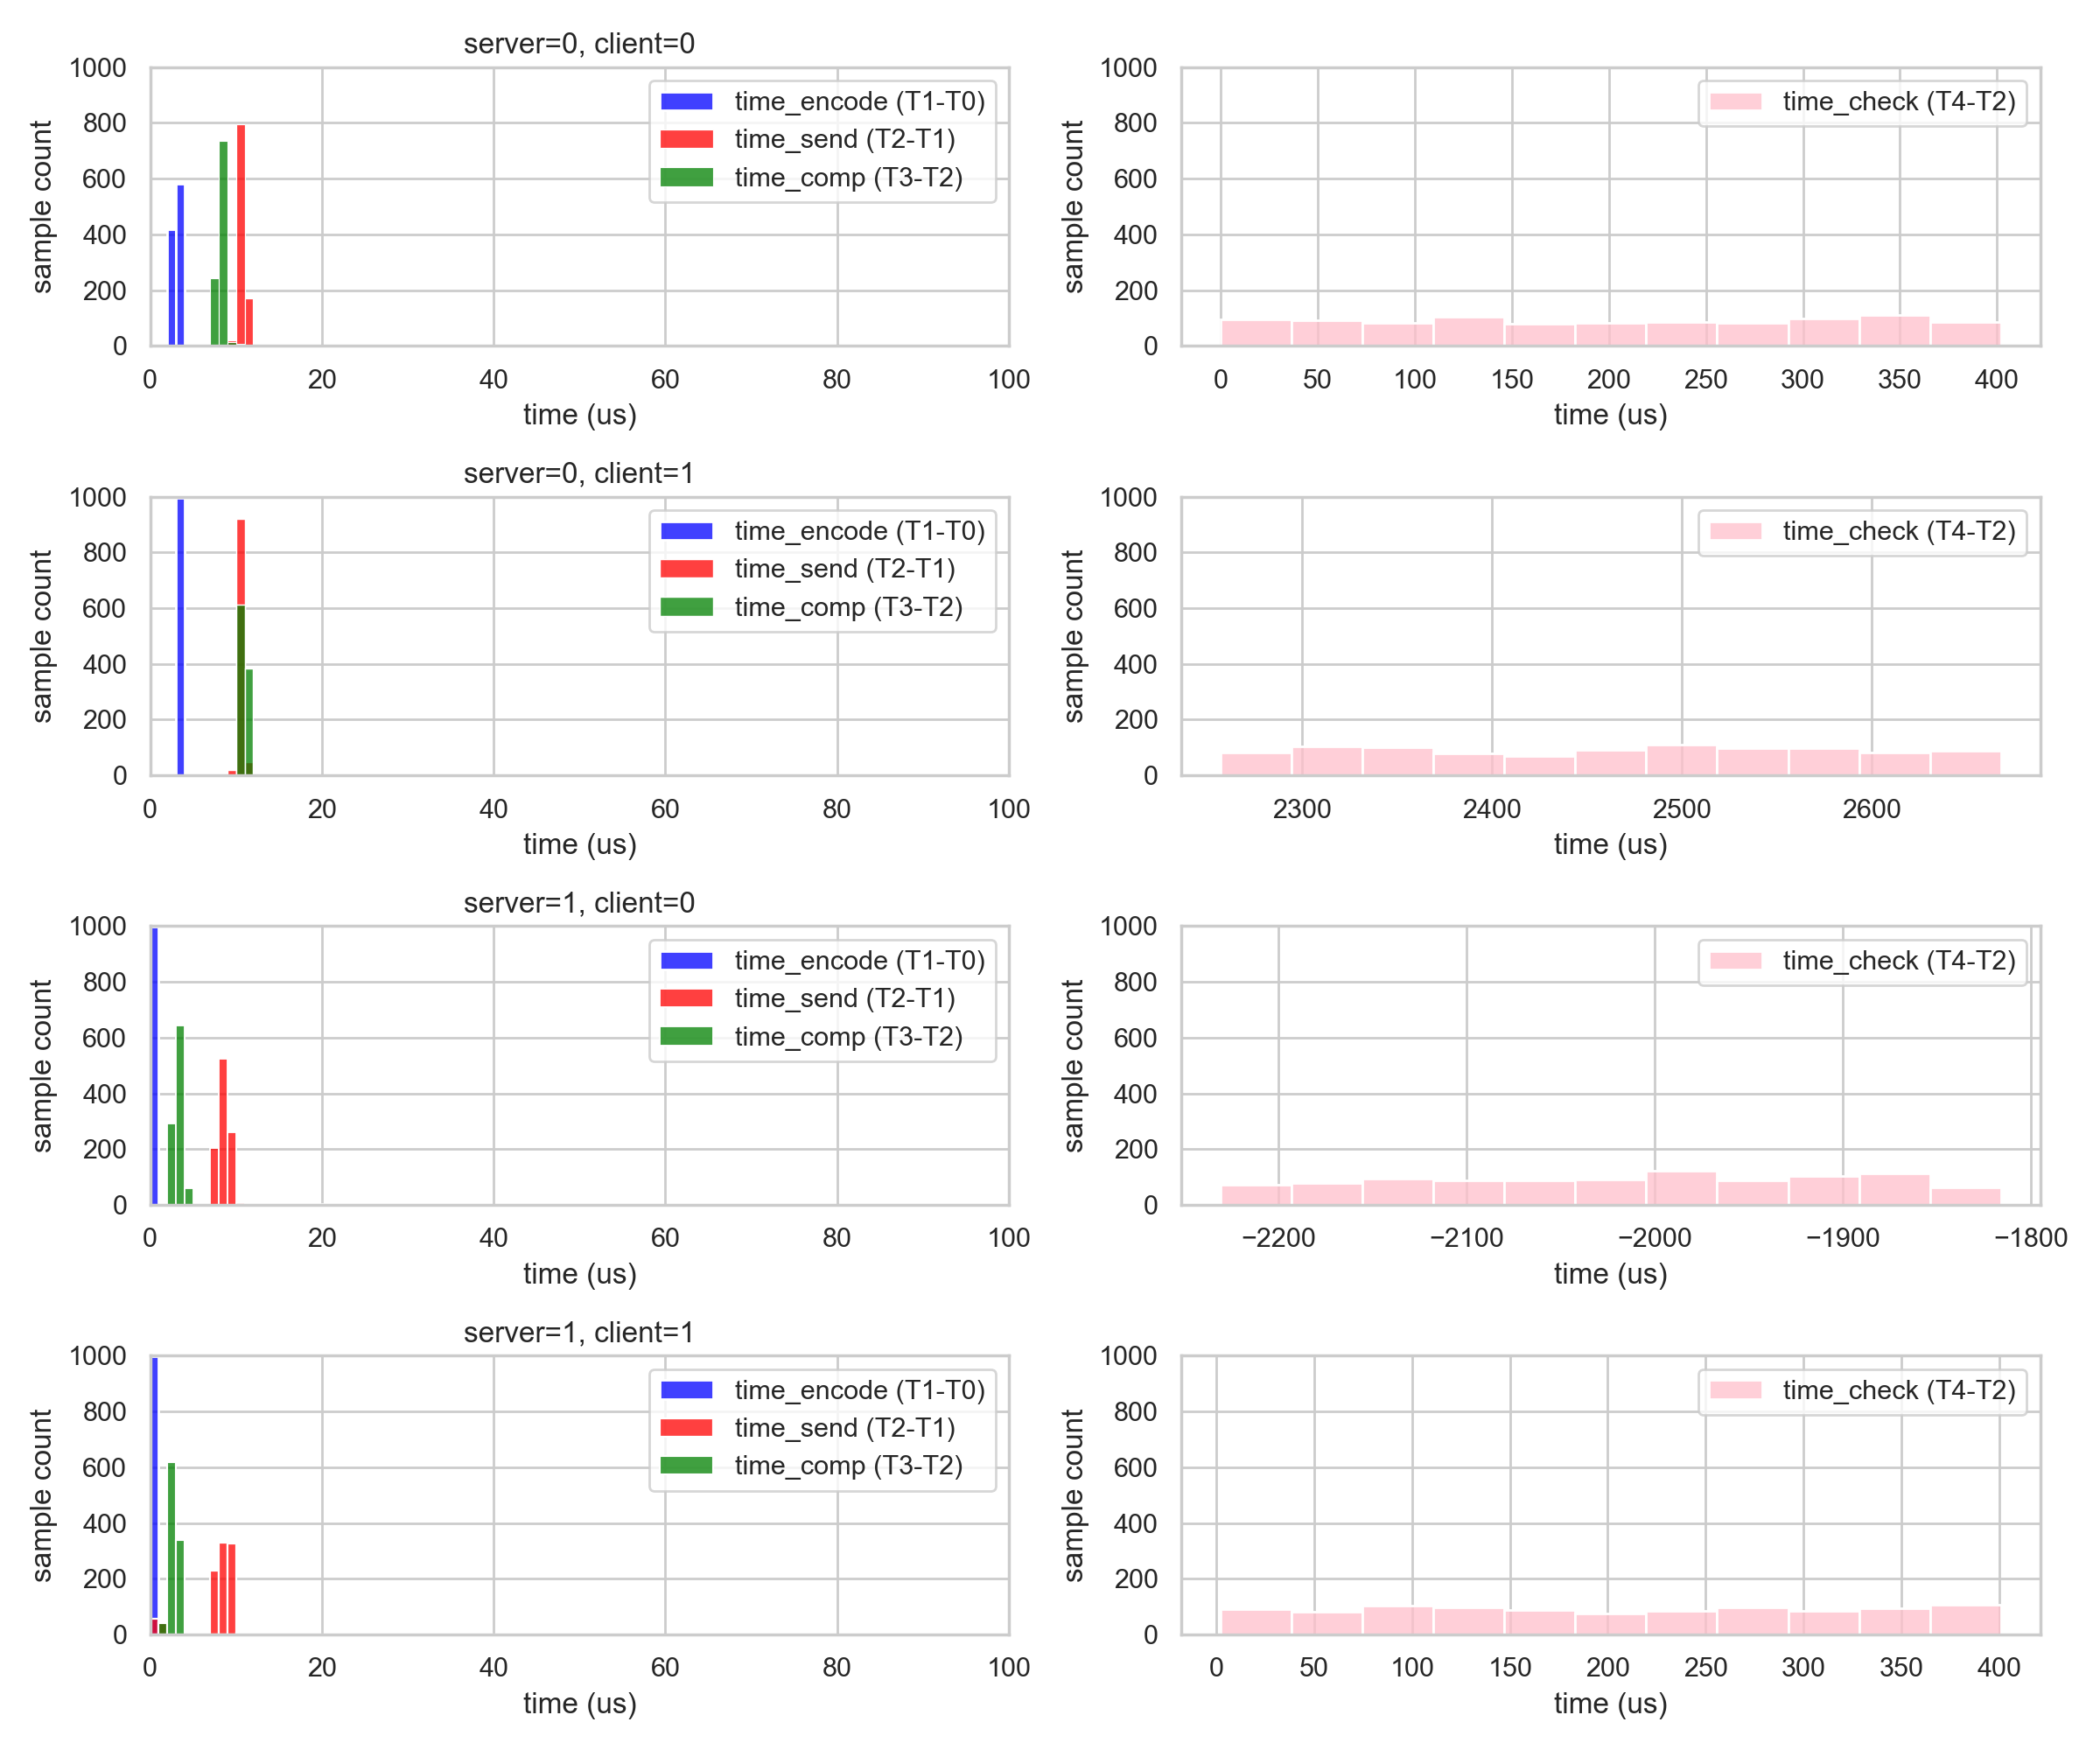 server=0, client=0
1000
800
600
400
200
0
sample count
time_encode (T1-T0)
time_send (T2-T1)
time_comp (T3-T2)
0 20 40 60 80 100
time (us)
1000
800
600
400
200
0
sample count
time_check (T4-T2)
0 50 100 150 200 250 300 350 400
time (us)
server=0, client=1
1000
800
600
400
200
0
sample count
time_encode (T1-T0)
time_send (T2-T1)
time_comp (T3-T2)
0 20 40 60 80 100
time (us)
1000
800
600
400
200
0
sample count
time_check (T4-T2)
2300 2400 2500 2600
time (us)
server=1, client=0
1000
800
600
400
200
0
sample count
time_encode (T1-T0)
time_send (T2-T1)
time_comp (T3-T2)
0 20 40 60 80 100
time (us)
1000
800
600
400
200
0
sample count
time_check (T4-T2)
−2200 −2100 −2000 −1900 −1800
time (us)
server=1, client=1
1000
800
600
400
200
0
sample count
time_encode (T1-T0)
time_send (T2-T1)
time_comp (T3-T2)
0 20 40 60 80 100
time (us)
1000
800
600
400
200
0
sample count
time_check (T4-T2)
0 50 100 150 200 250 300 350 400
time (us)